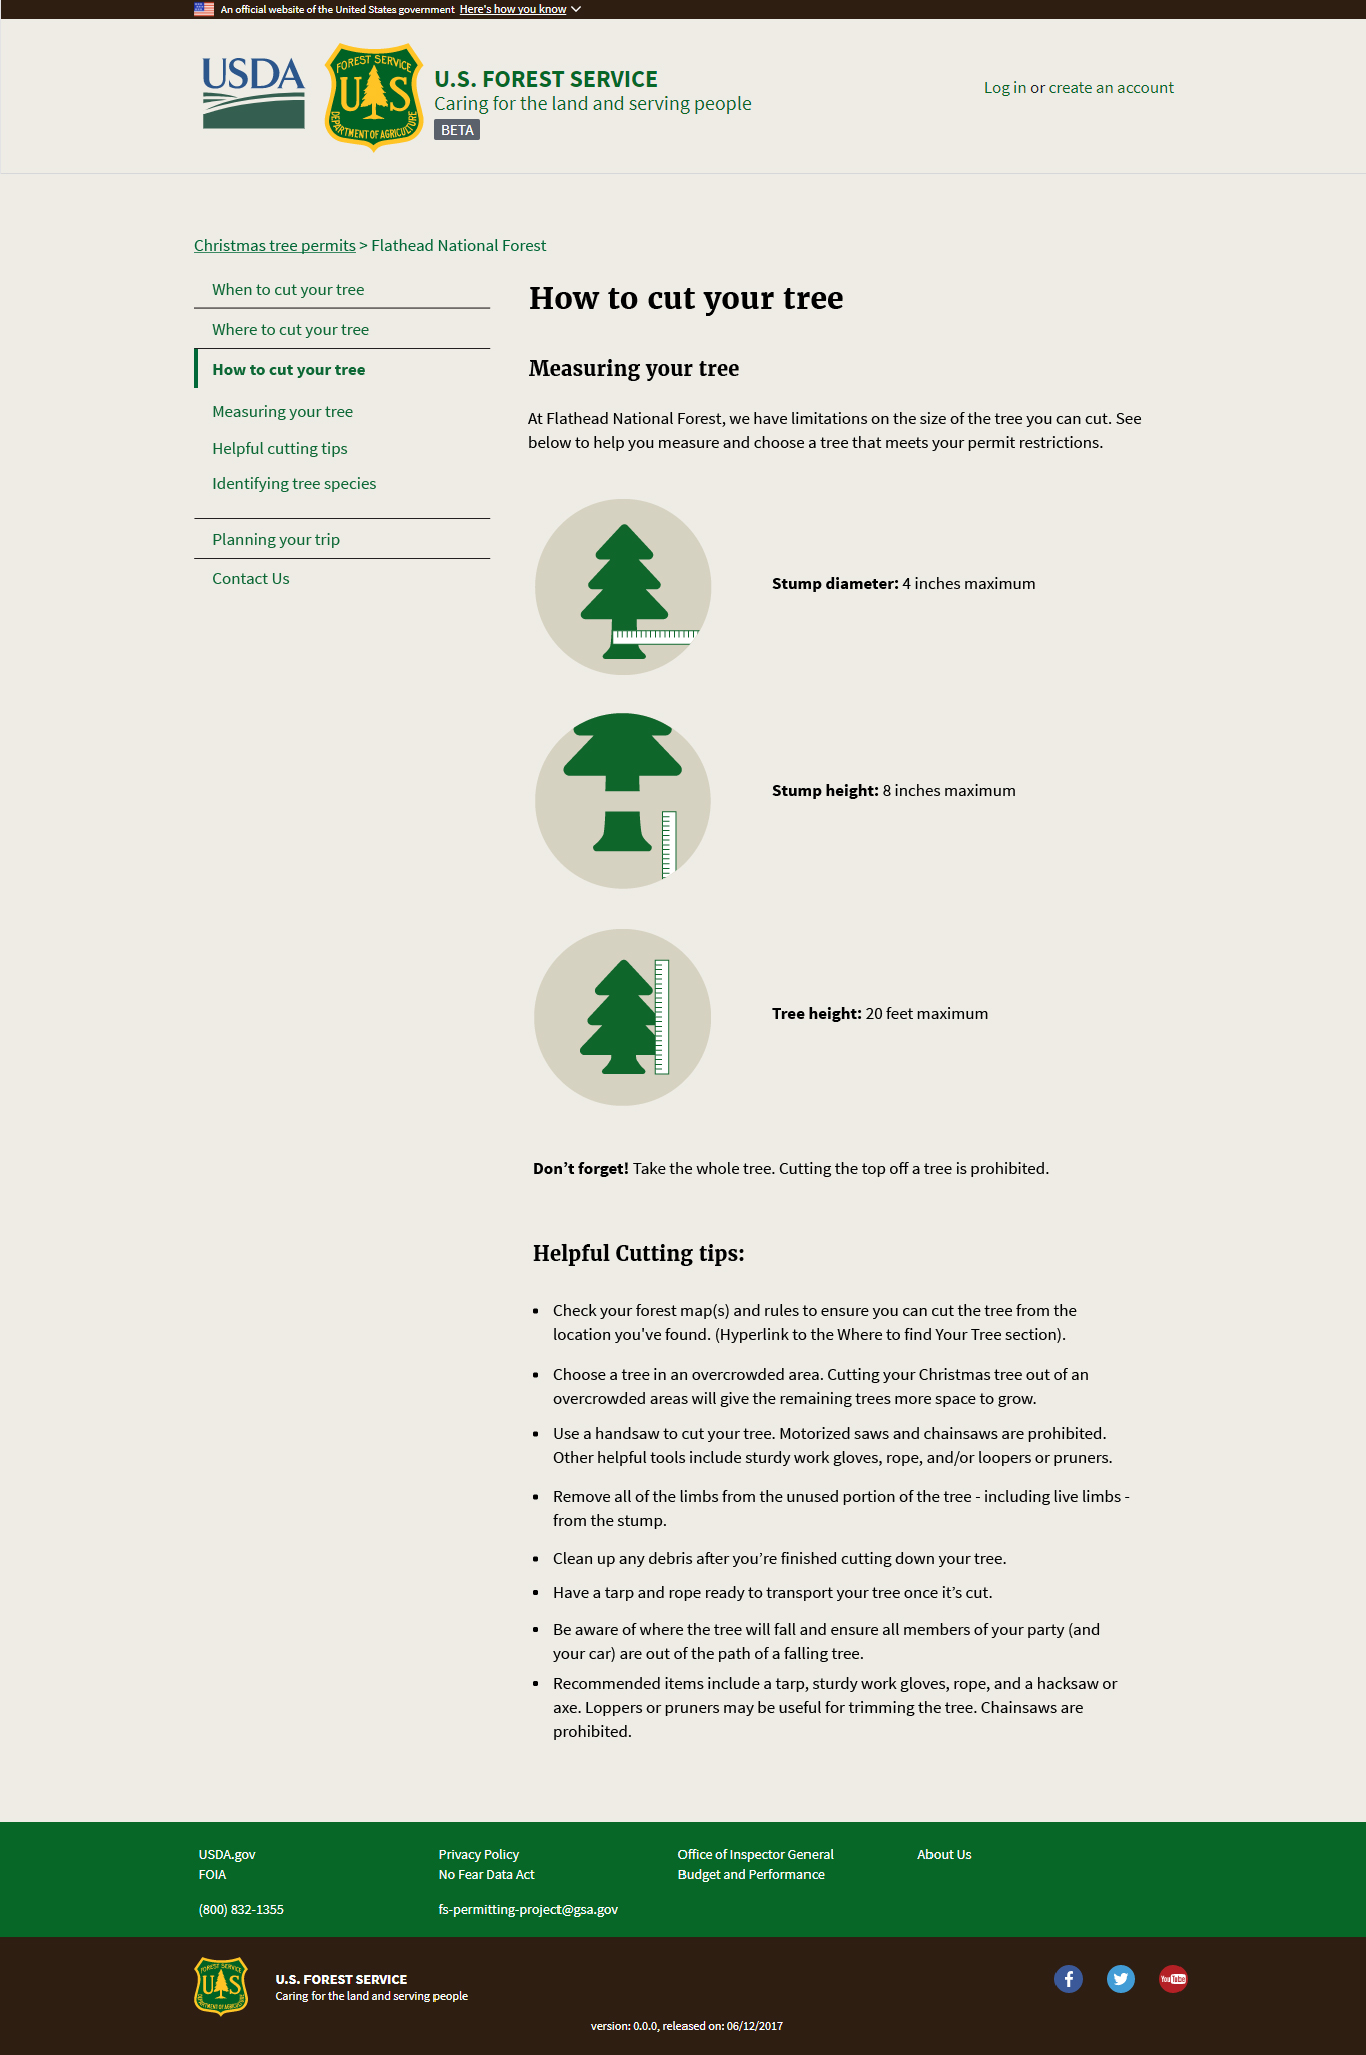 An official website of the United States government Here's how you know
USDA
FOREST SERVICE
U S
DEPARTMENT OF AGRICULTURE
U.S. FOREST SERVICE
Caring for the land and serving people
BETA
Log in or create an account
Christmas tree permits > Flathead National Forest
When to cut your tree
Where to cut your tree
How to cut your tree
Measuring your tree
Helpful cutting tips
Identifying tree species
Planning your trip
Contact Us
How to cut your tree
Measuring your tree
At Flathead National Forest, we have limitations on the size of the tree you can cut. See
below to help you measure and choose a tree that meets your permit restrictions.
Stump diameter: 4 inches maximum
Stump height: 8 inches maximum
Tree height: 20 feet maximum
Don’t forget! Take the whole tree. Cutting the top off a tree is prohibited.
Helpful Cutting tips:
• Check your forest map(s) and rules to ensure you can cut the tree from the
location you've found. (Hyperlink to the Where to find Your Tree section).
• Choose a tree in an overcrowded area. Cutting your Christmas tree out of an
overcrowded areas will give the remaining trees more space to grow.
• Use a handsaw to cut your tree. Motorized saws and chainsaws are prohibited.
Other helpful tools include sturdy work gloves, rope, and/or loopers or pruners.
• Remove all of the limbs from the unused portion of the tree - including live limbs -
from the stump.
• Clean up any debris after you’re finished cutting down your tree.
• Have a tarp and rope ready to transport your tree once it’s cut.
• Be aware of where the tree will fall and ensure all members of your party (and
your car) are out of the path of a falling tree.
• Recommended items include a tarp, sturdy work gloves, rope, and a hacksaw or
axe. Loppers or pruners may be useful for trimming the tree. Chainsaws are
prohibited.
USDA.gov
FOIA
(800) 832-1355
Privacy Policy
No Fear Data Act
fs-permitting-project@gsa.gov
Office of Inspector General
Budget and Performance
About Us
FOREST SERVICE
U S
DEPARTMENT OF AGRICULTURE
U.S. FOREST SERVICE
Caring for the land and serving people
f
YouTube
version: 0.0.0, released on: 06/12/2017